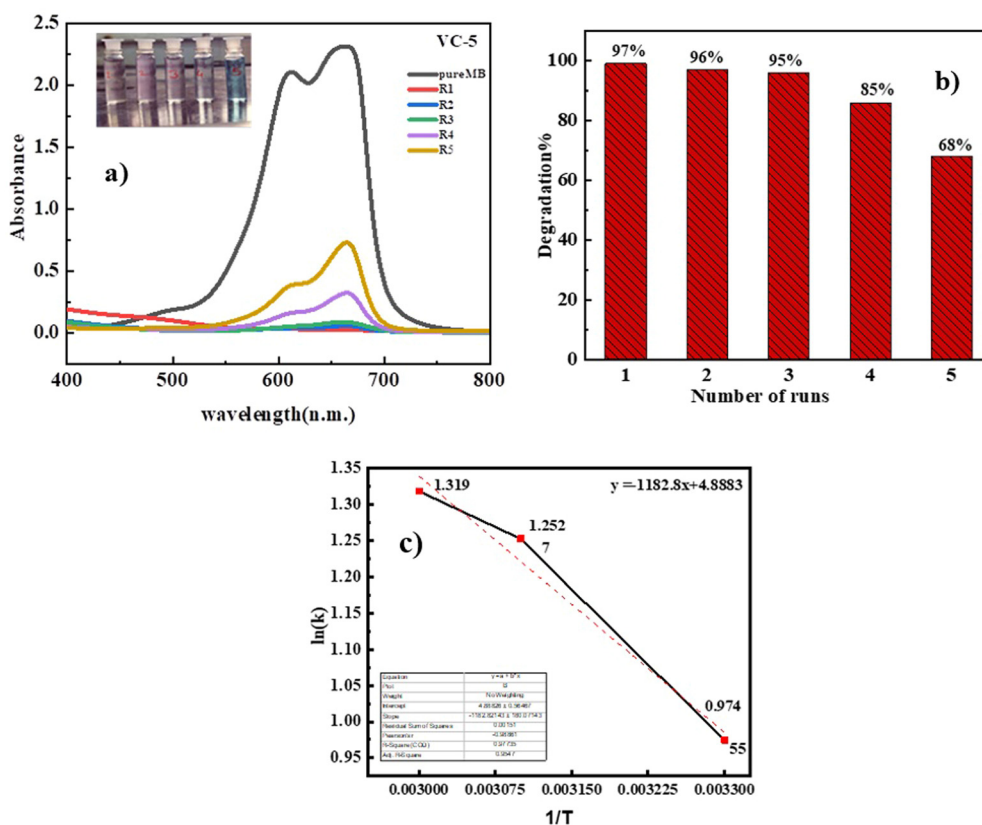 VC-5
pureMB
R1
R2
R3
R4
R5
a)
2.5
2.0
1.5
1.0
0.5
0.0
Absorbance
400 500 600 700 800
wavelength(n.m.)
b)
97%
96%
95%
85%
68%
100
80
60
40
20
0
Degradation%
1 2 3 4 5
Number of runs
c)
y =-1182.8x+4.8883
1.319
1.252
7
0.974
55
1.35
1.30
1.25
1.20
1.15
1.10
1.05
1.00
0.95
ln(k)
Equation y = a + b*x
Plot
Weight No Weighting
Intercept
Slope
Residual Sum of Squares 0.00151
R-Square(COD) 0.97735
0.003000 0.003075 0.003150 0.003225 0.003300
1/T